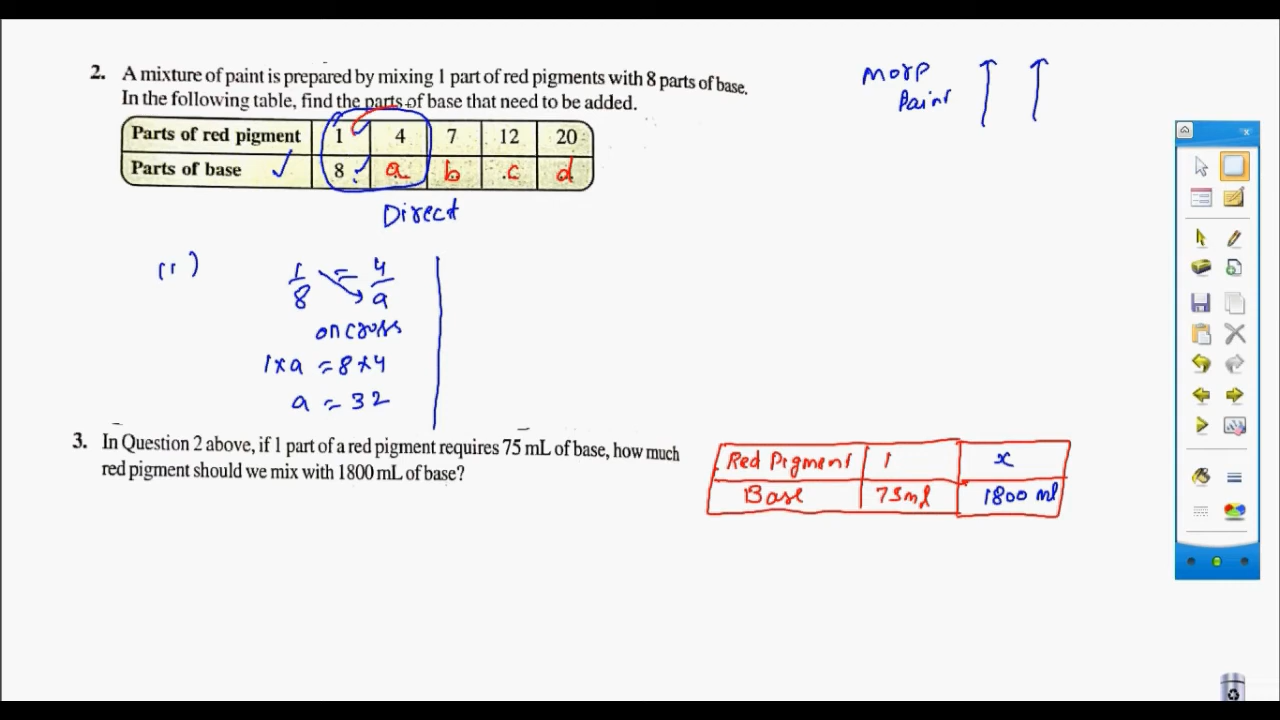 2. A mixture of paint is prepared by mixing 1 part of red pigments with 8 parts of base.
In the following table, find the parts of base that need to be added.
Parts of red pigment 1 4 7 12 20
Parts of base ✓ 8 a b c d
Direct
More
Paint
(i)
1/8 = 4/a
on cross
1×a = 8×4
a = 32
3. In Question 2 above, if 1 part of a red pigment requires 75 mL of base, how much
red pigment should we mix with 1800 mL of base?
Red Pigment 1 x
Base 75ml 1800 ml